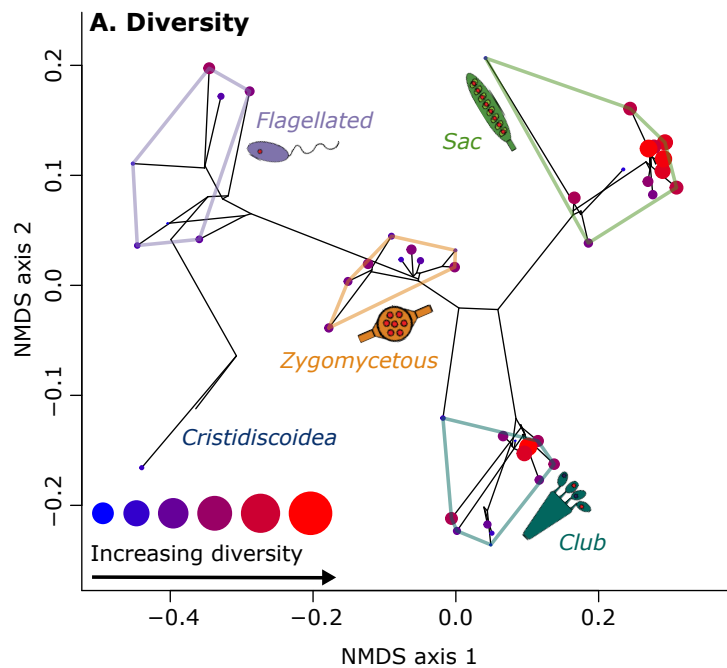 A. Diversity
Flagellated
Sac
Zygomycetous
Cristidiscoidea
Club
Increasing diversity
0.2
0.1
0.0
−0.1
−0.2
NMDS axis 2
−0.4
−0.2
0.0
0.2
NMDS axis 1